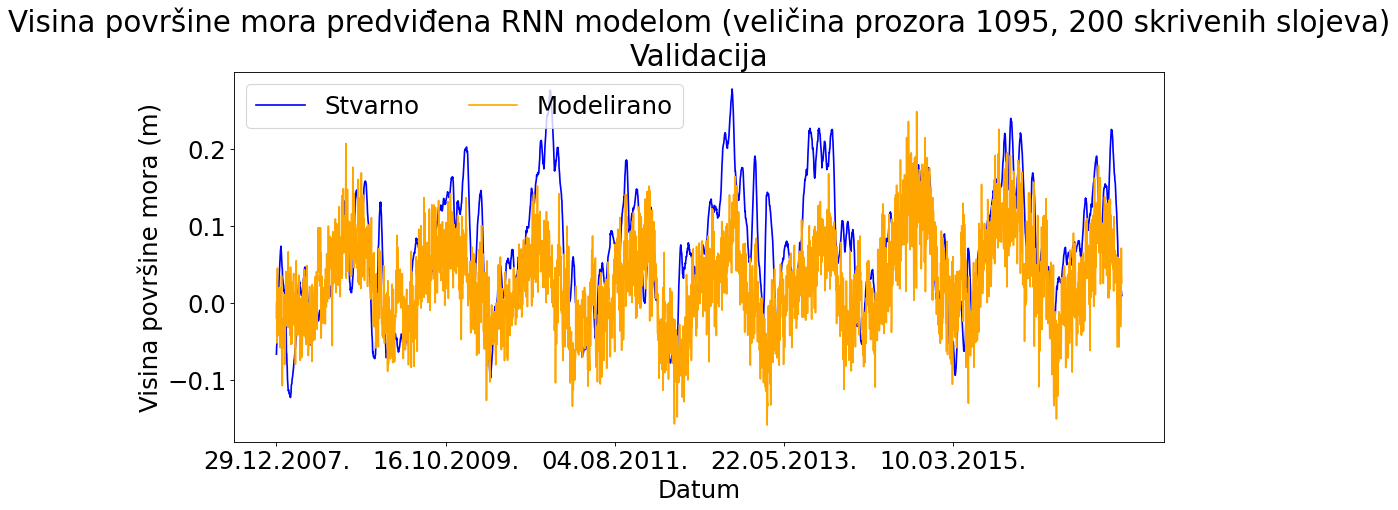 Visina površine mora predviđena RNN modelom (veličina prozora 1095, 200 skrivenih slojeva)
Validacija
Stvarno Modelirano
Visina površine mora (m)
0.2
0.1
0.0
−0.1
29.12.2007. 16.10.2009. 04.08.2011. 22.05.2013. 10.03.2015.
Datum